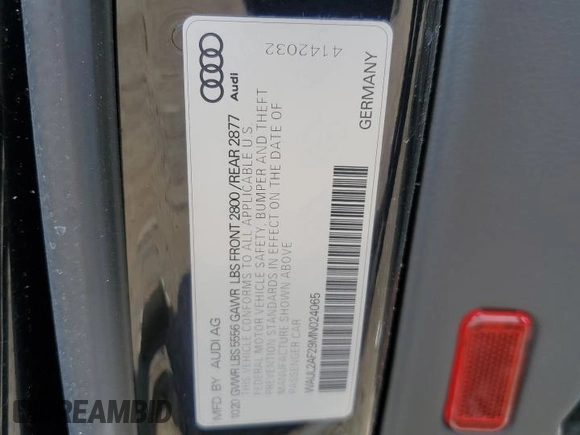 4142032
Audi
GERMANY
MFD BY AUDI AG
10.20 GVWR LBS 5556 GAWR LBS FRONT 2800 / REAR 2877
THIS VEHICLE CONFORMS TO ALL APPLICABLE U S
FEDERAL MOTOR VEHICLE SAFETY, BUMPER AND THEFT
PREVENTION STANDARDS IN EFFECT ON THE DATE OF
MANUFACTURE SHOWN ABOVE
PASSENGER CAR
WAUL2AF29MN024065
DREAMBID